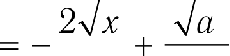 = - 2√x + √a